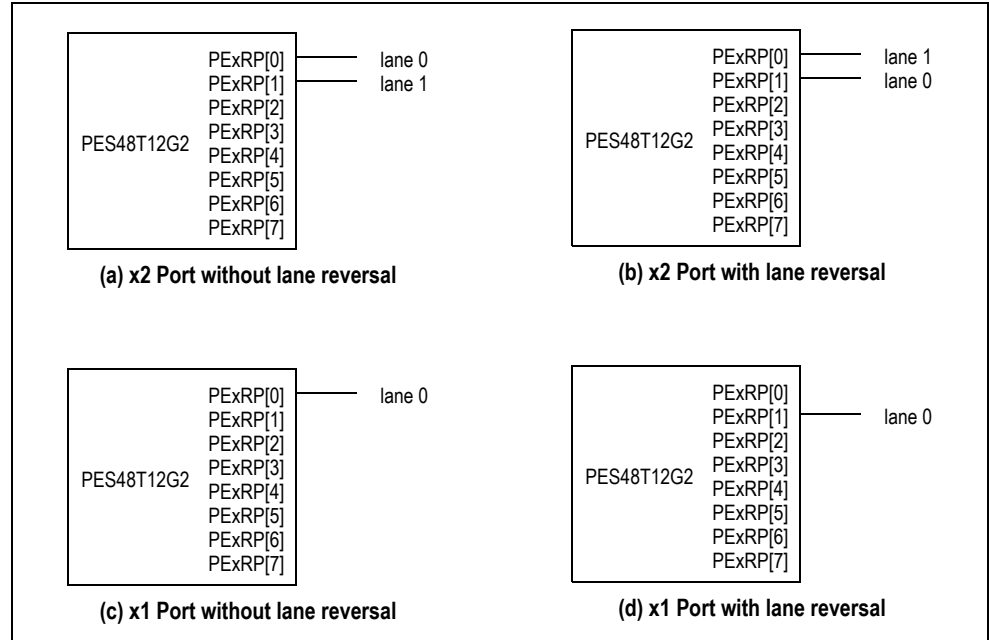 PExRP[0] lane 0
PExRP[1] lane 1
PExRP[2]
PExRP[3]
PES48T12G2
PExRP[4]
PExRP[5]
PExRP[6]
PExRP[7]
(a) x2 Port without lane reversal
PExRP[0] lane 1
PExRP[1] lane 0
PExRP[2]
PExRP[3]
PES48T12G2
PExRP[4]
PExRP[5]
PExRP[6]
PExRP[7]
(b) x2 Port with lane reversal
PExRP[0] lane 0
PExRP[1]
PExRP[2]
PExRP[3]
PES48T12G2
PExRP[4]
PExRP[5]
PExRP[6]
PExRP[7]
(c) x1 Port without lane reversal
PExRP[0]
PExRP[1] lane 0
PExRP[2]
PExRP[3]
PES48T12G2
PExRP[4]
PExRP[5]
PExRP[6]
PExRP[7]
(d) x1 Port with lane reversal